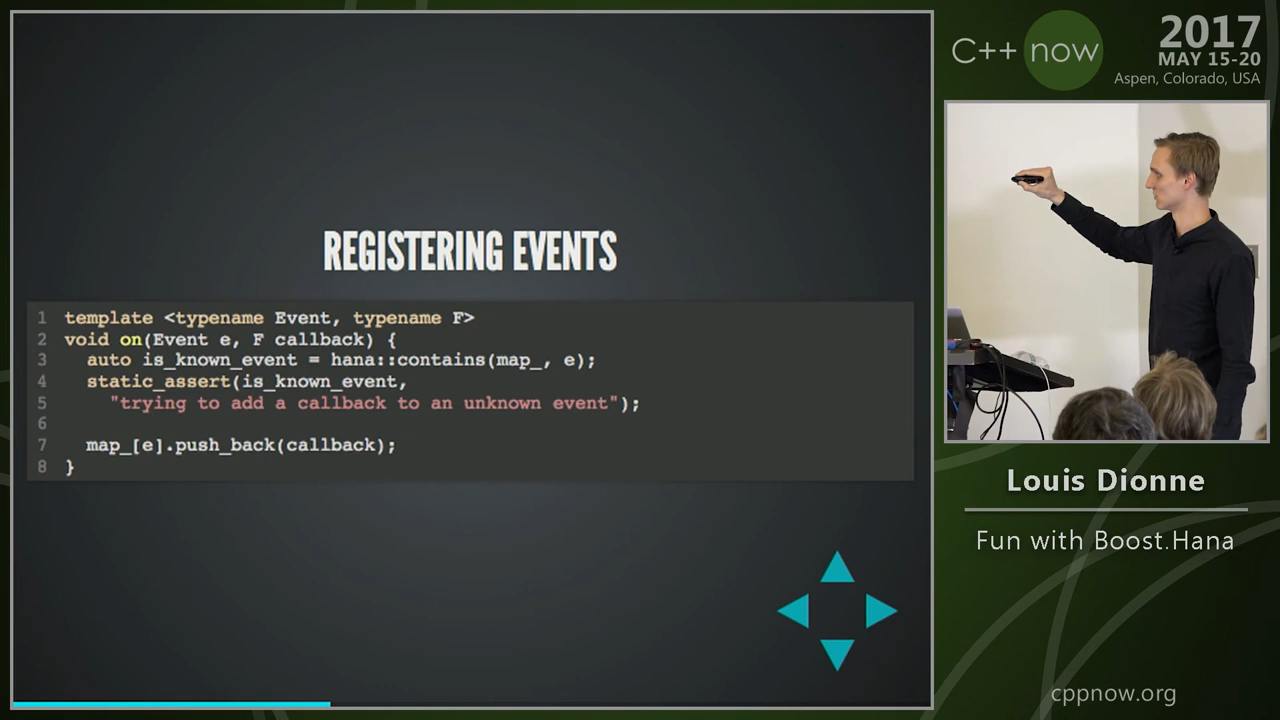 REGISTERING EVENTS
1 template <typename Event, typename F>
2 void on(Event e, F callback) {
3   auto is_known_event = hana::contains(map_, e);
4   static_assert(is_known_event,
5     "trying to add a callback to an unknown event");
6
7   map_[e].push_back(callback);
8 }
C++ now
2017
MAY 15-20
Aspen, Colorado, USA
Louis Dionne
Fun with Boost.Hana
cppnow.org